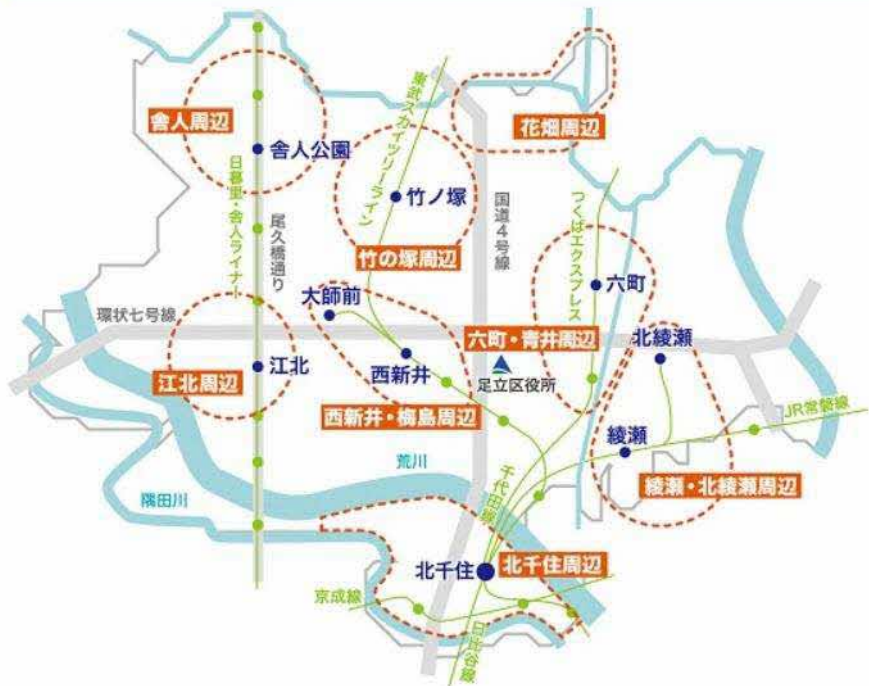 舎人周辺
舎人公園
日暮里・舎人ライナー
尾久橋通り
東武スカイツリーライン
竹ノ塚
竹の塚周辺
花畑周辺
国道4号線
つくばエクスプレス
六町
六町・青井周辺
大師前
環状七号線
江北
江北周辺
西新井
西新井・梅島周辺
足立区役所
北綾瀬
綾瀬
綾瀬・北綾瀬周辺
JR常磐線
荒川
隅田川
千代田線
北千住
北千住周辺
京成線
日比谷線